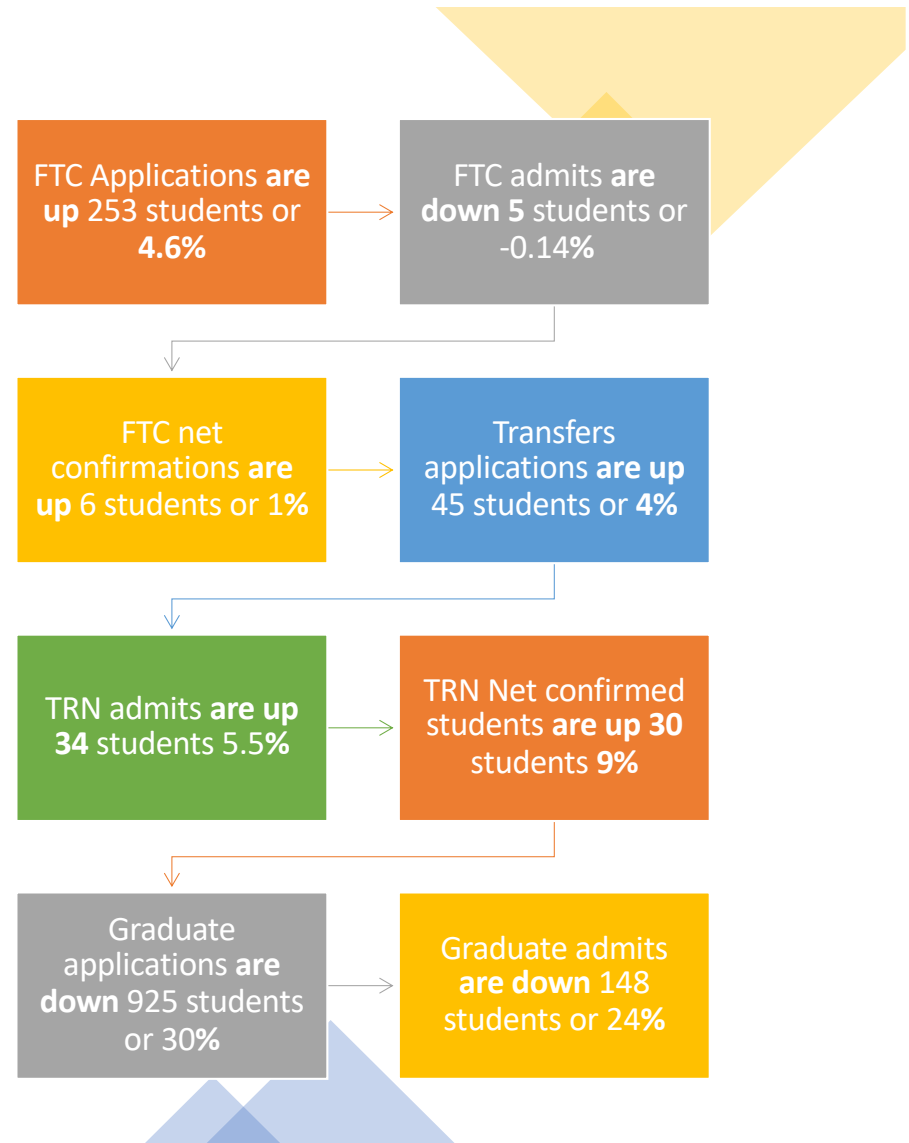 FTC Applications are
up 253 students or
4.6%
FTC admits are
down 5 students or
-0.14%
FTC net
confirmations are
up 6 students or 1%
Transfers
applications are up
45 students or 4%
TRN admits are up
34 students 5.5%
TRN Net confirmed
students are up 30
students 9%
Graduate
applications are
down 925 students
or 30%
Graduate admits
are down 148
students or 24%